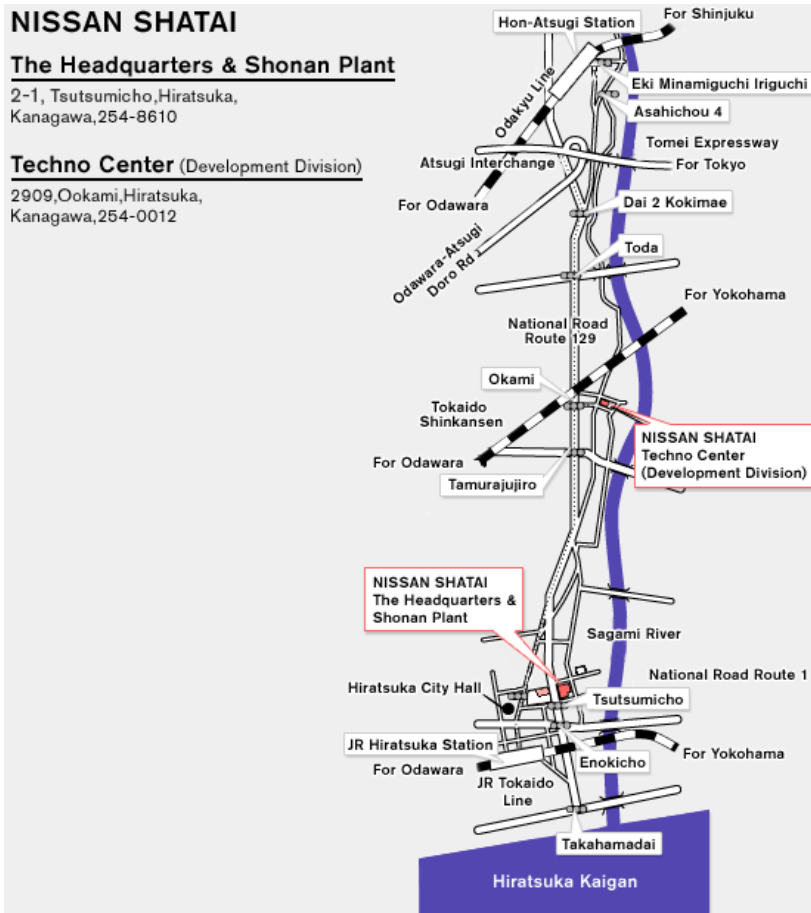 NISSAN SHATAI
The Headquarters & Shonan Plant
2-1, Tsutsumicho,Hiratsuka,
Kanagawa,254-8610
Techno Center (Development Division)
2909,Ookami,Hiratsuka,
Kanagawa,254-0012
For Shinjuku
Hon-Atsugi Station
Eki Minamiguchi Iriguchi
Odakyu Line
Asahichou 4
Tomei Expressway
Atsugi Interchange
For Tokyo
For Odawara
Dai 2 Kokimae
Odawara-Atsugi
Doro Rd
Toda
For Yokohama
National Road
Route 129
Okami
Tokaido
Shinkansen
NISSAN SHATAI
Techno Center
(Development Division)
For Odawara
Tamurajujiro
NISSAN SHATAI
The Headquarters &
Shonan Plant
Sagami River
National Road Route 1
Hiratsuka City Hall
Tsutsumicho
JR Hiratsuka Station
Enokicho
For Yokohama
For Odawara
JR Tokaido
Line
Takahamadai
Hiratsuka Kaigan